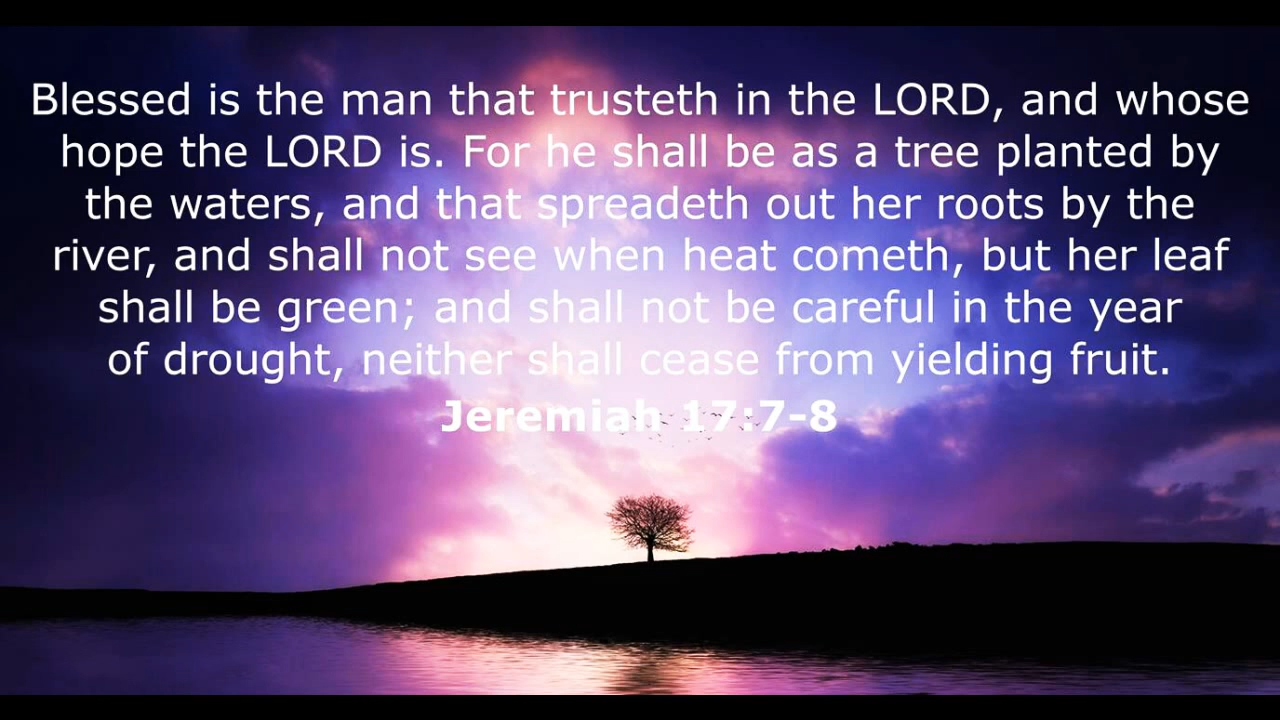 Blessed is the man that trusteth in the LORD, and whose
hope the LORD is. For he shall be as a tree planted by
the waters, and that spreadeth out her roots by the
river, and shall not see when heat cometh, but her leaf
shall be green; and shall not be careful in the year
of drought, neither shall cease from yielding fruit.
Jeremiah 17:7-8